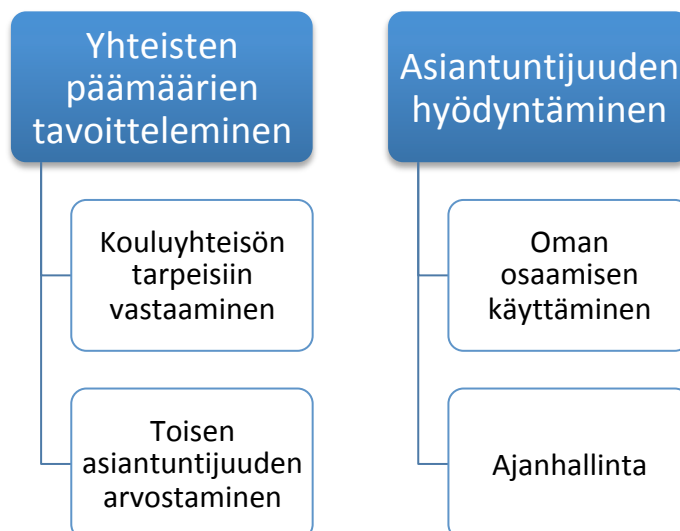 Yhteisten
päämäärien
tavoitteleminen
Kouluyhteisön
tarpeisiin
vastaaminen
Toisen
asiantuntijuuden
arvostaminen
Asiantuntijuuden
hyödyntäminen
Oman
osaamisen
käyttäminen
Ajanhallinta